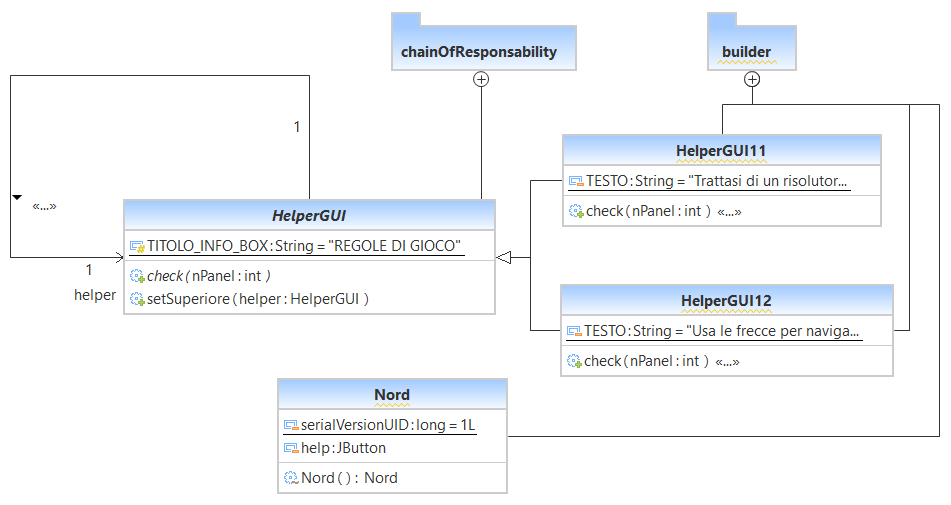 chainOfResponsability
builder
1
HelperGUI11
TESTO:String = "Trattasi di un risolutor...
check(nPanel:int) «...»
«...»
HelperGUI
TITOLO_INFO_BOX:String = "REGOLE DI GIOCO"
check(nPanel:int)
setSuperiore(helper:HelperGUI)
1
helper
HelperGUI12
TESTO:String = "Usa le frecce per naviga...
check(nPanel:int) «...»
Nord
serialVersionUID:long = 1L
help:JButton
Nord(): Nord